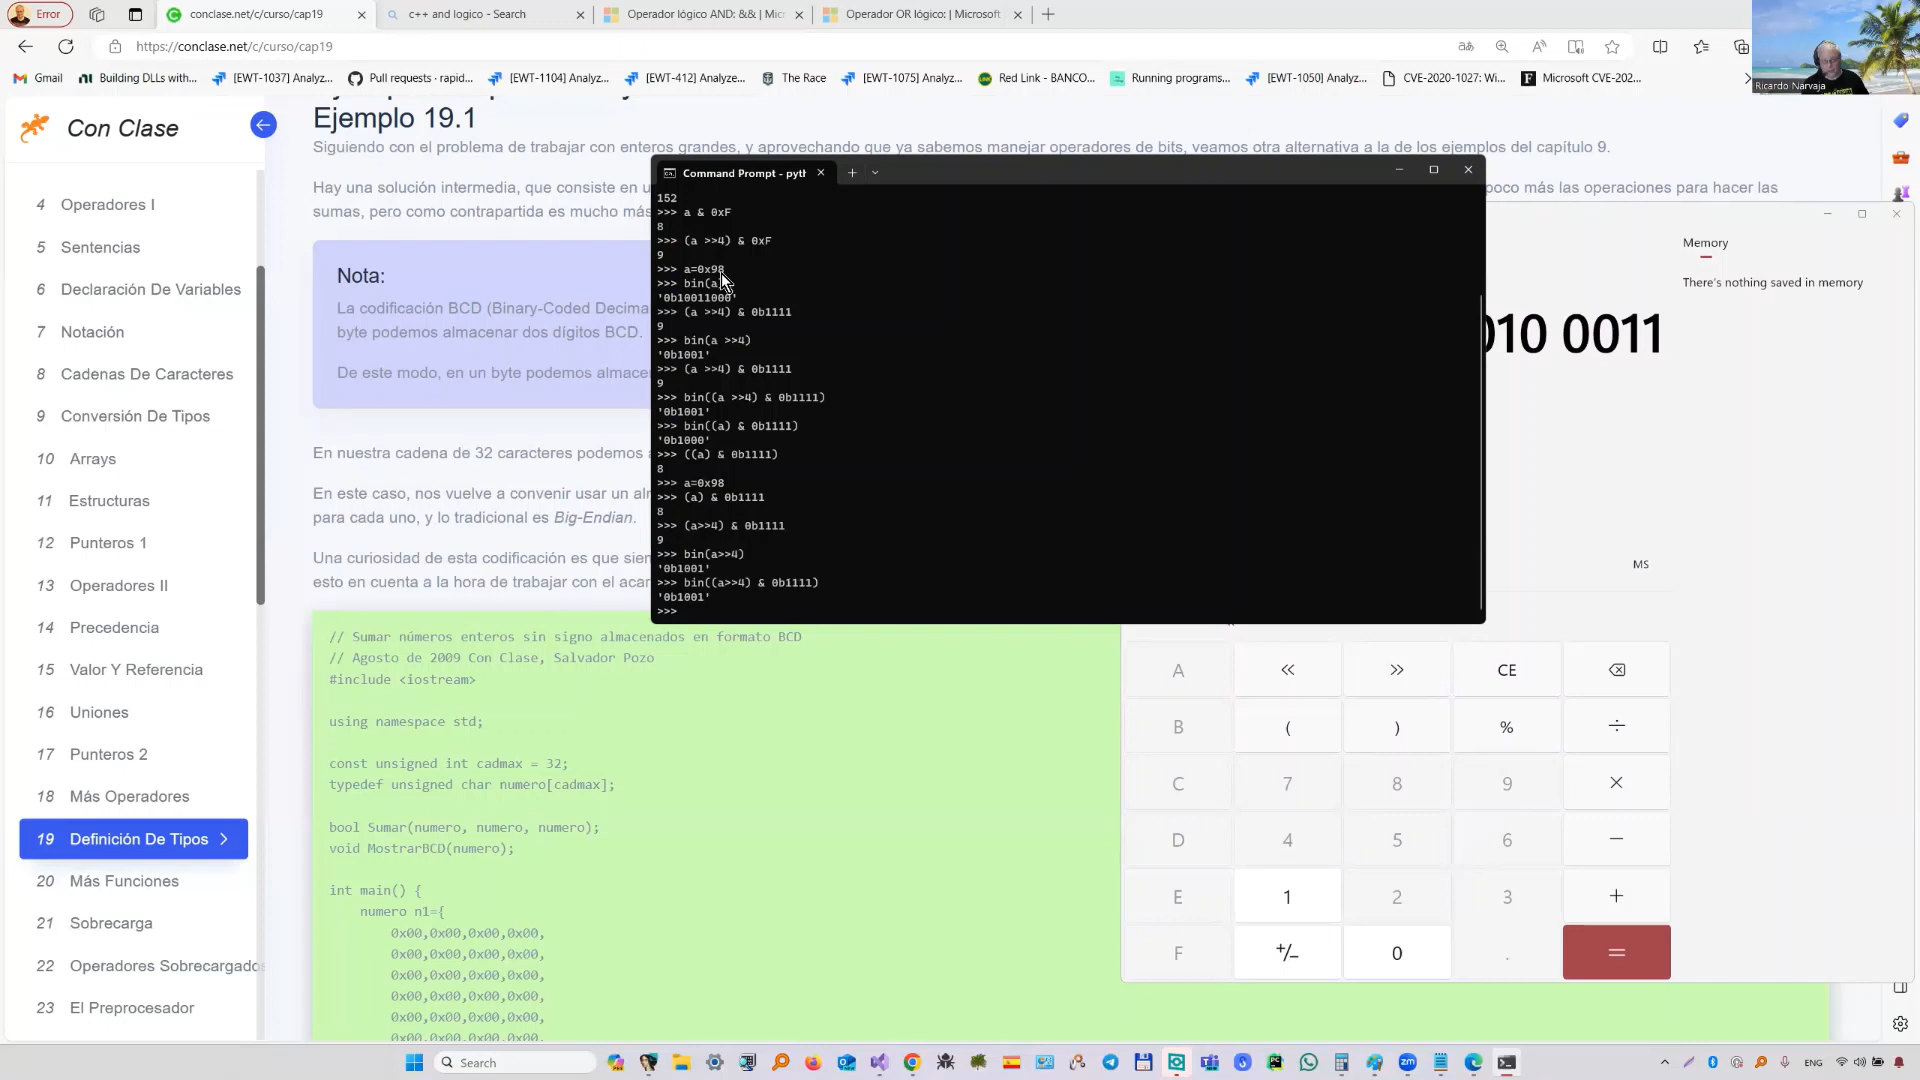 Error
conclase.net/c/curso/cap19
c++ and logico - Search
Operador lógico AND: && | Mic
Operador OR lógico: | Microsoft
https://conclase.net/c/curso/cap19
Gmail
Building DLLs with...
[EWT-1037] Analyz...
Pull requests · rapid...
[EWT-1104] Analyz...
[EWT-412] Analyze...
The Race
[EWT-1075] Analyz...
Red Link - BANCO...
Running programs...
[EWT-1050] Analyz...
CVE-2020-1027: Wi...
Microsoft CVE-202...
Ricardo Narvaja
Con Clase
4 Operadores I
5 Sentencias
6 Declaración De Variables
7 Notación
8 Cadenas De Caracteres
9 Conversión De Tipos
10 Arrays
11 Estructuras
12 Punteros 1
13 Operadores II
14 Precedencia
15 Valor Y Referencia
16 Uniones
17 Punteros 2
18 Más Operadores
19 Definición De Tipos
20 Más Funciones
21 Sobrecarga
22 Operadores Sobrecargados
23 El Preprocesador
Ejemplo 19.1
Siguiendo con el problema de trabajar con enteros grandes, y aprovechando que ya sabemos manejar operadores de bits, veamos otra alternativa a la de los ejemplos del capítulo 9.
Hay una solución intermedia, que consiste en u
poco más las operaciones para hacer las
sumas, pero como contrapartida es mucho más
Nota:
La codificación BCD (Binary-Coded Decima
byte podemos almacenar dos dígitos BCD.
De este modo, en un byte podemos almace
En nuestra cadena de 32 caracteres podemos a
En este caso, nos vuelve a convenir usar un al
para cada uno, y lo tradicional es Big-Endian.
Una curiosidad de esta codificación es que sie
esto en cuenta a la hora de trabajar con el acar
// Sumar números enteros sin signo almacenados en formato BCD
// Agosto de 2009 Con Clase, Salvador Pozo
#include <iostream>
using namespace std;
const unsigned int cadmax = 32;
typedef unsigned char numero[cadmax];
bool Sumar(numero, numero, numero);
void MostrarBCD(numero);
int main() {
numero n1={
0x00,0x00,0x00,0x00,
0x00,0x00,0x00,0x00,
0x00,0x00,0x00,0x00,
0x00,0x00,0x00,0x00,
0x00,0x00,0x00,0x00,
0x00,0x00,0x00,0x00,
Command Prompt - pyth
152
>>> a & 0xF
8
>>> (a >>4) & 0xF
9
>>> a=0x98
>>> bin(a)
'0b10011000'
>>> (a >>4) & 0b1111
9
>>> bin(a >>4)
'0b1001'
>>> (a >>4) & 0b1111
9
>>> bin((a >>4) & 0b1111)
'0b1001'
>>> bin((a) & 0b1111)
'0b1000'
>>> ((a) & 0b1111)
8
>>> a=0x98
>>> (a) & 0b1111
8
>>> (a>>4) & 0b1111
9
>>> bin(a>>4)
'0b1001'
>>> bin((a>>4) & 0b1111)
'0b1001'
>>>
Memory
There's nothing saved in memory
010 0011
MS
A << >> CE
B ( ) % ÷
C 7 8 9 ×
D 4 5 6 −
E 1 2 3 +
F +/− 0 . =
Search
ENG